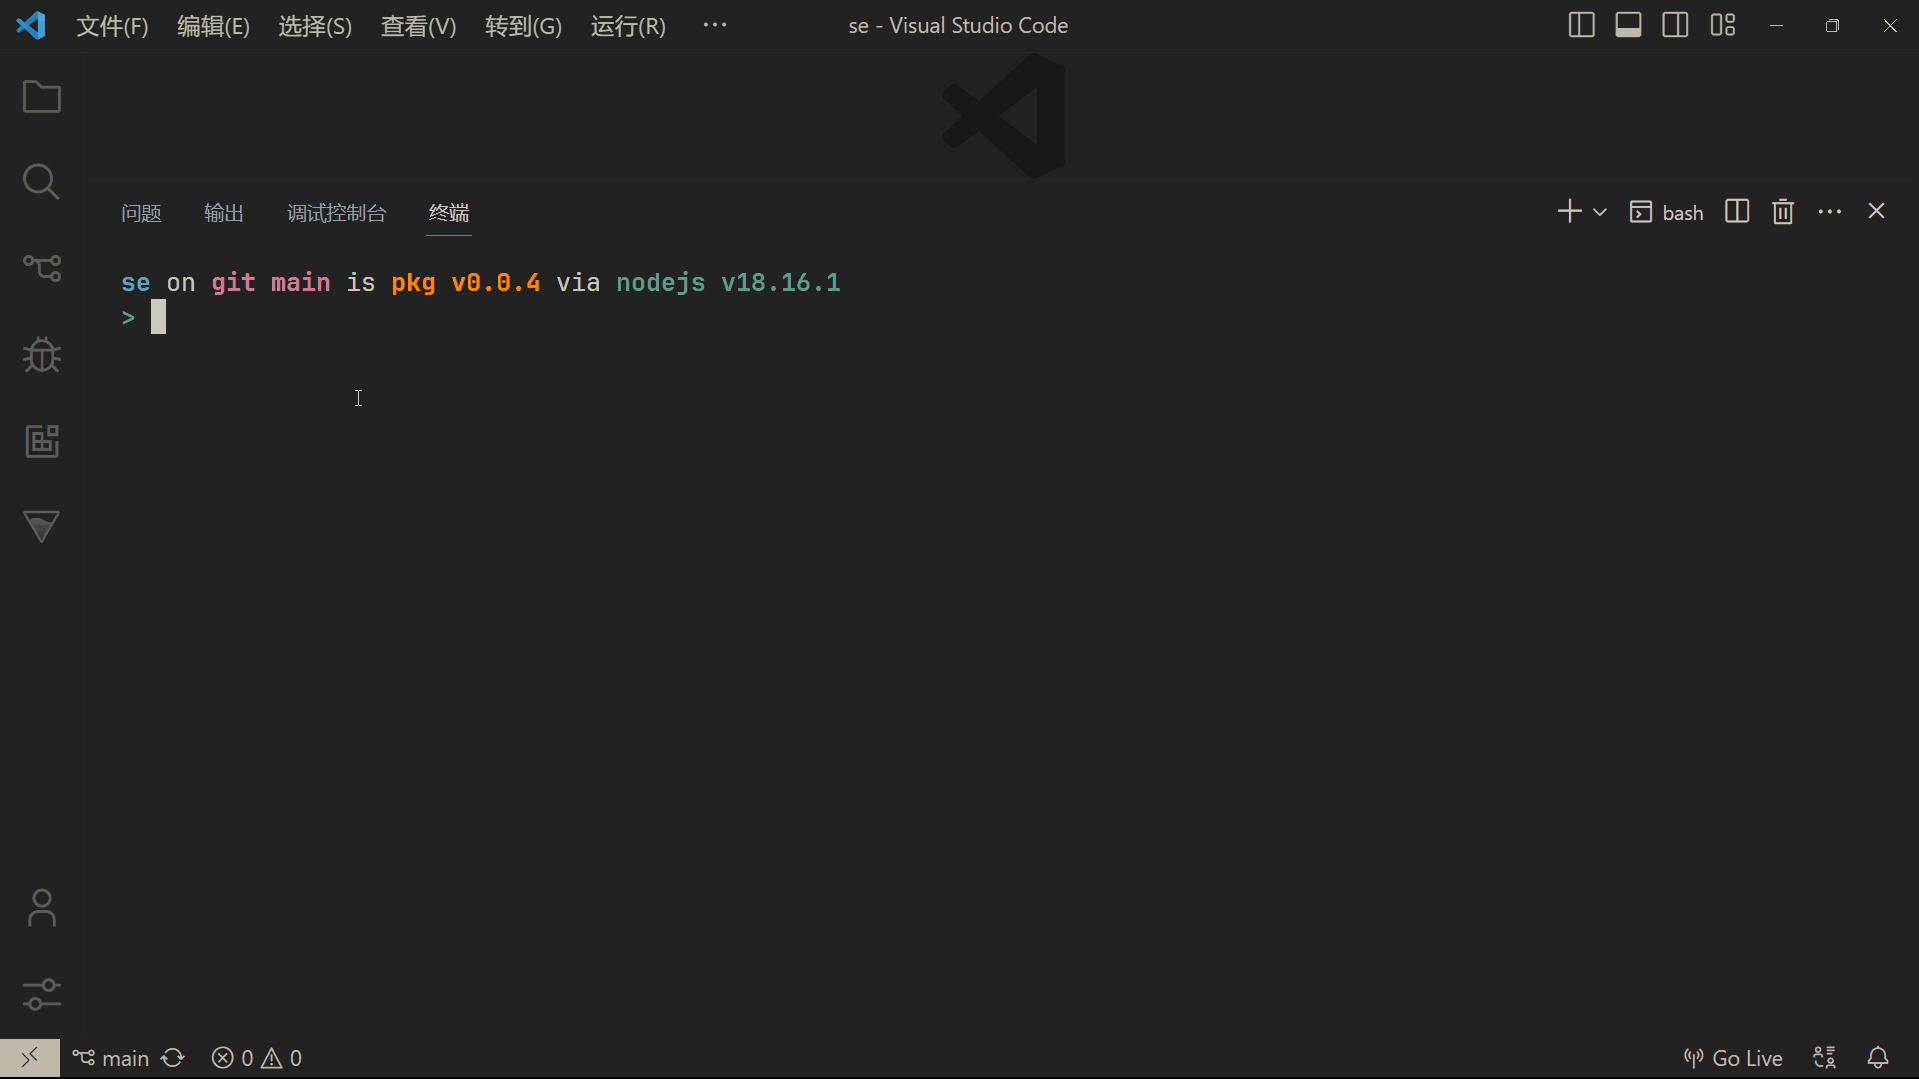 文件(F) 编辑(E) 选择(S) 查看(V) 转到(G) 运行(R) ··· se - Visual Studio Code
问题 输出 调试控制台 终端 bash ···
se on git main is pkg v0.0.4 via nodejs v18.16.1
>
main 0 0 Go Live